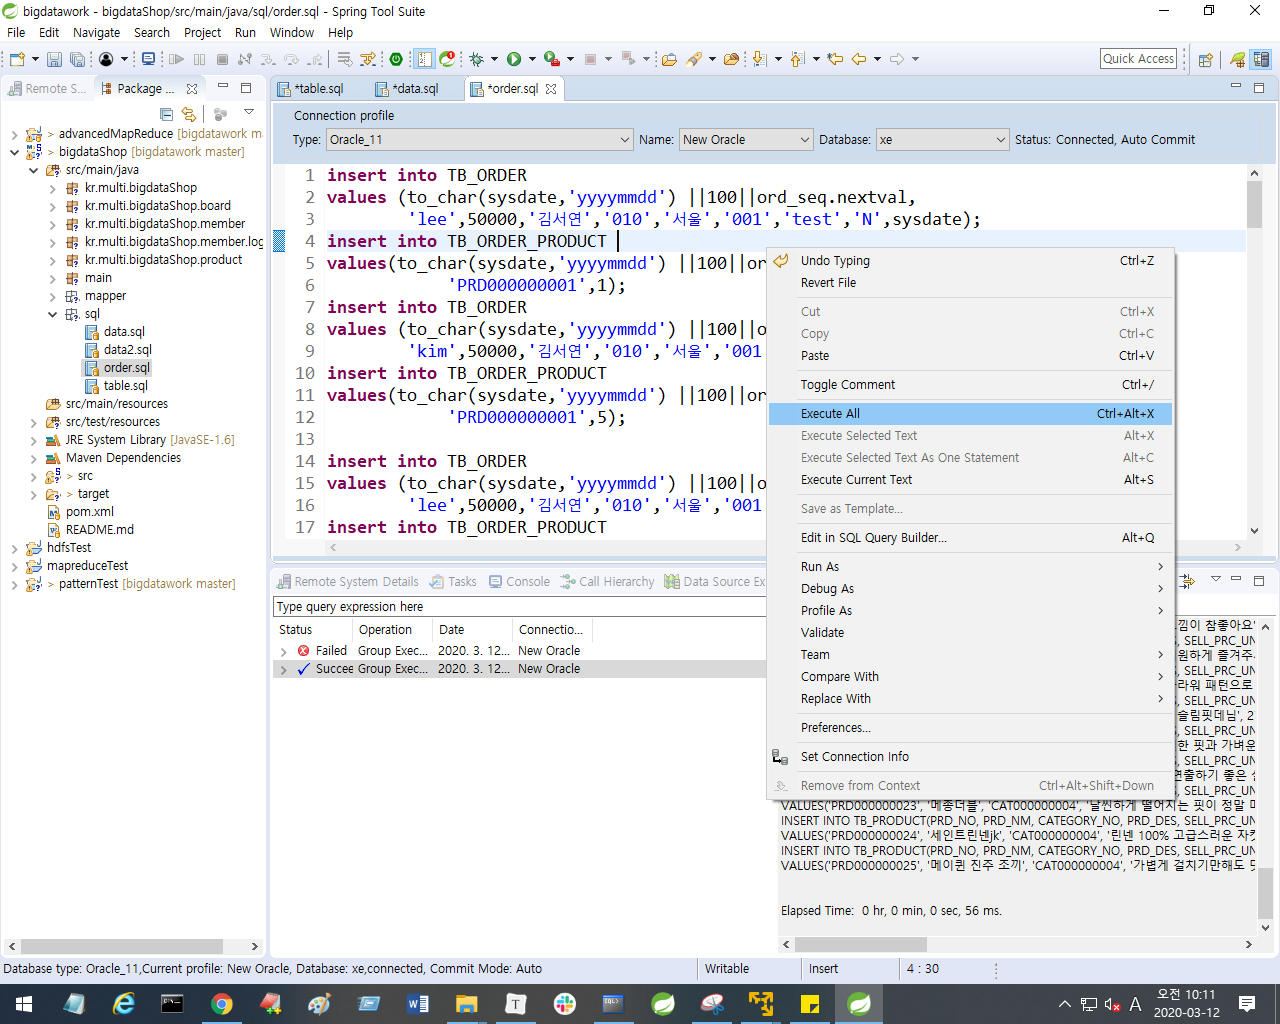 bigdatawork - bigdataShop/src/main/java/sql/order.sql - Spring Tool Suite
File Edit Navigate Search Project Run Window Help
Quick Access
Remote S...
Package ...
advancedMapReduce [bigdatawork m
> bigdataShop [bigdatawork master]
src/main/java
kr.multi.bigdataShop
kr.multi.bigdataShop.board
kr.multi.bigdataShop.member
kr.multi.bigdataShop.member.log
kr.multi.bigdataShop.product
main
mapper
sql
data.sql
data2.sql
order.sql
table.sql
src/main/resources
src/test/resources
JRE System Library [JavaSE-1.6]
Maven Dependencies
> src
> target
pom.xml
README.md
hdfsTest
mapreduceTest
> patternTest [bigdatawork master]
*table.sql *data.sql *order.sql
Connection profile
Type: Oracle_11 Name: New Oracle Database: xe Status: Connected, Auto Commit
1 insert into TB_ORDER
2 values (to_char(sysdate,'yyyymmdd') ||100||ord_seq.nextval,
3 'lee',50000,'김서연','010','서울','001','test','N',sysdate);
4 insert into TB_ORDER_PRODUCT
5 values(to_char(sysdate,'yyyymmdd') ||100||or
6 'PRD000000001',1);
7 insert into TB_ORDER
8 values (to_char(sysdate,'yyyymmdd') ||100||o
9 'kim',50000,'김서연','010','서울','001
10 insert into TB_ORDER_PRODUCT
11 values(to_char(sysdate,'yyyymmdd') ||100||or
12 'PRD000000001',5);
13
14 insert into TB_ORDER
15 values (to_char(sysdate,'yyyymmdd') ||100||o
16 'lee',50000,'김서연','010','서울','001
17 insert into TB_ORDER_PRODUCT
Undo Typing Ctrl+Z
Revert File
Cut Ctrl+X
Copy Ctrl+C
Paste Ctrl+V
Toggle Comment Ctrl+/
Execute All Ctrl+Alt+X
Execute Selected Text Alt+X
Execute Selected Text As One Statement Alt+C
Execute Current Text Alt+S
Save as Template...
Edit in SQL Query Builder... Alt+Q
Run As
Debug As
Profile As
Validate
Team
Compare With
Replace With
Preferences...
Set Connection Info
Remove from Context Ctrl+Alt+Shift+Down
Remote System Details Tasks Console Call Hierarchy Data Source Ex
Type query expression here
Status Operation Date Connectio...
Failed Group Exec... 2020. 3. 12... New Oracle
Succee Group Exec... 2020. 3. 12... New Oracle
낌이 참좋아요'
, SELL_PRC_UN
원하게 즐겨주
, SELL_PRC_UN
라워 패턴으로
, SELL_PRC_UN
슬림핏데님', 2
, SELL_PRC_UN
한 핏과 가벼운
, SELL_PRC_UN
, SELL_PRC_UN
VALUES('PRD000000023', '메종더블', 'CAT000000004', '날씬하게 떨어지는 핏이 정말 마
INSERT INTO TB_PRODUCT(PRD_NO, PRD_NM, CATEGORY_NO, PRD_DES, SELL_PRC_UN
VALUES('PRD000000024', '세인트린넨jk', 'CAT000000004', '린넨 100% 고급스러운 자켓
INSERT INTO TB_PRODUCT(PRD_NO, PRD_NM, CATEGORY_NO, PRD_DES, SELL_PRC_UN
VALUES('PRD000000025', '메이퀸 진주 조끼', 'CAT000000004', '가볍게 걸치기만해도 멋
Elapsed Time: 0 hr, 0 min, 0 sec, 56 ms.
Database type: Oracle_11,Current profile: New Oracle, Database: xe,connected, Commit Mode: Auto
Writable Insert 4 : 30
A
오전 10:11
2020-03-12